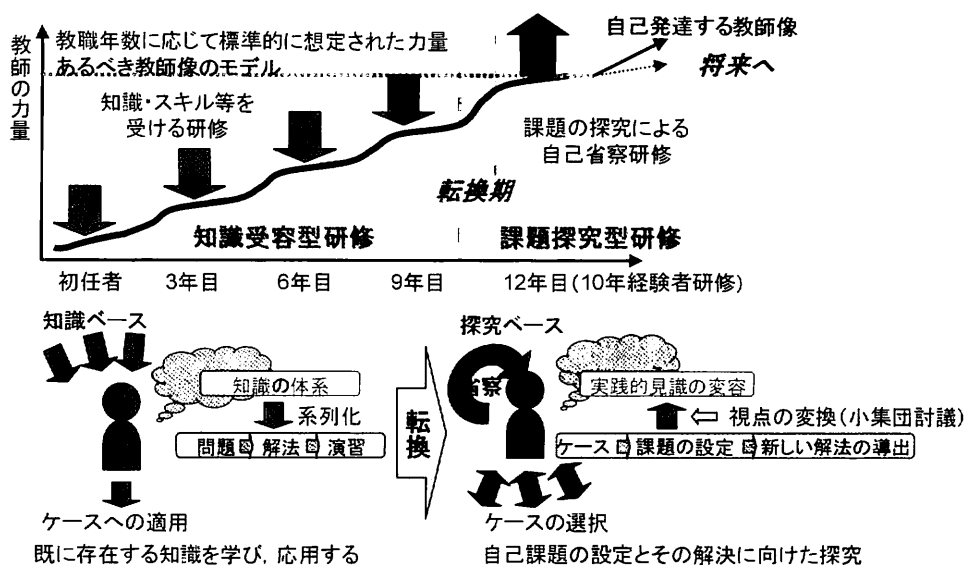 教師の力量
教職年数に応じて標準的に想定された力量
あるべき教師像のモデル
自己発達する教師像
将来へ
知識・スキル等を
受ける研修
課題の探究による
自己省察研修
転換期
知識受容型研修
課題探究型研修
初任者
3年目
6年目
9年目
12年目(10年経験者研修)
知識ベース
知識の体系
系列化
問題
解法
演習
ケースへの適用
既に存在する知識を学び, 応用する
転換
探究ベース
省察
実践的見識の変容
視点の変換(小集団討議)
ケース
課題の設定
新しい解法の導出
ケースの選択
自己課題の設定とその解決に向けた探究